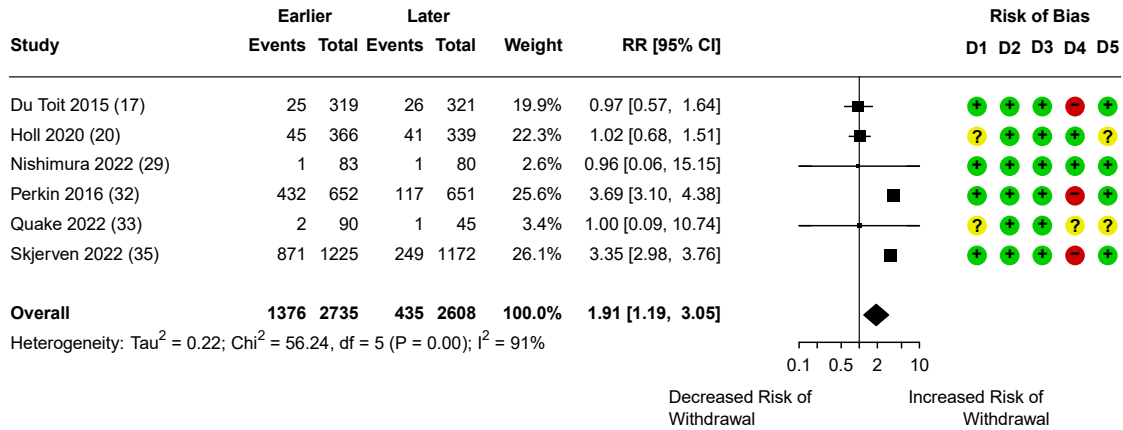 Earlier Later Risk of Bias
Study Events Total Events Total Weight RR [95% CI] D1 D2 D3 D4 D5
Du Toit 2015 (17) 25 319 26 321 19.9% 0.97 [0.57, 1.64] + + + − +
Holl 2020 (20) 45 366 41 339 22.3% 1.02 [0.68, 1.51] ? + + + ?
Nishimura 2022 (29) 1 83 1 80 2.6% 0.96 [0.06, 15.15] + + + + +
Perkin 2016 (32) 432 652 117 651 25.6% 3.69 [3.10, 4.38] + + + − +
Quake 2022 (33) 2 90 1 45 3.4% 1.00 [0.09, 10.74] ? + + ? ?
Skjerven 2022 (35) 871 1225 249 1172 26.1% 3.35 [2.98, 3.76] + + + − +
Overall 1376 2735 435 2608 100.0% 1.91 [1.19, 3.05]
Heterogeneity: Tau² = 0.22; Chi² = 56.24, df = 5 (P = 0.00); I² = 91%
0.1 0.5 2 10
Decreased Risk of Increased Risk of
Withdrawal Withdrawal